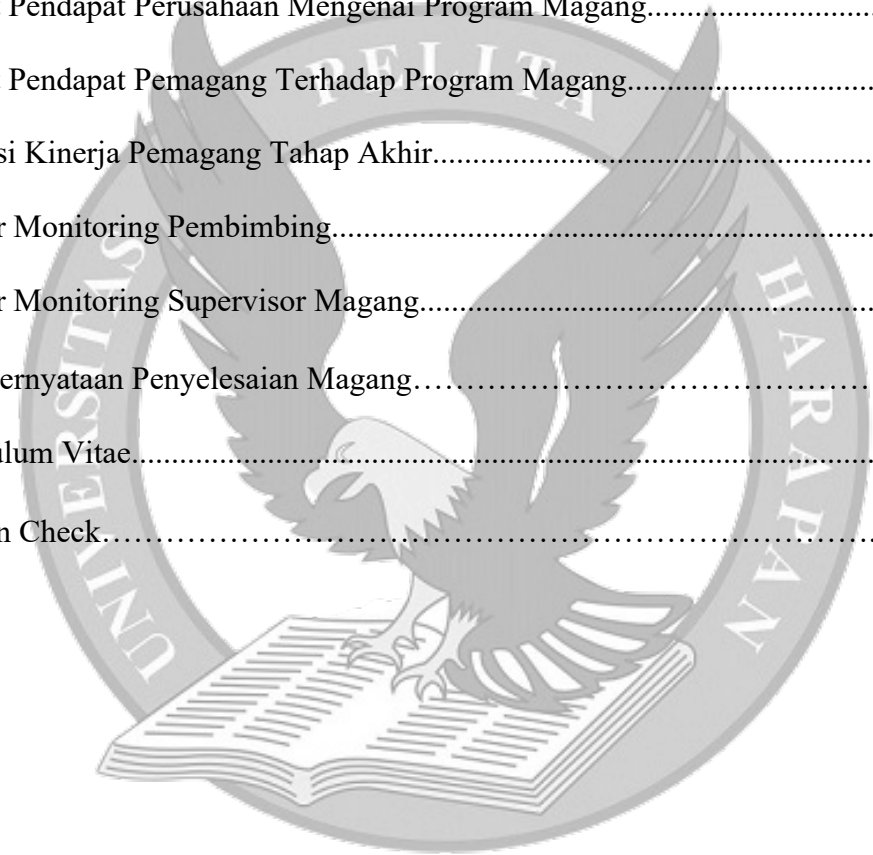 Pendapat Perusahaan Mengenai Program Magang..................................
Pendapat Pemagang Terhadap Program Magang....................................
si Kinerja Pemagang Tahap Akhir............................................................
r Monitoring Pembimbing.........................................................................
r Monitoring Supervisor Magang..............................................................
ernyataan Penyelesaian Magang……………………………………………
ulum Vitae..................................................................................................
n Check……………………………………………………………………………
UNIVERSITAS PELITA HARAPAN